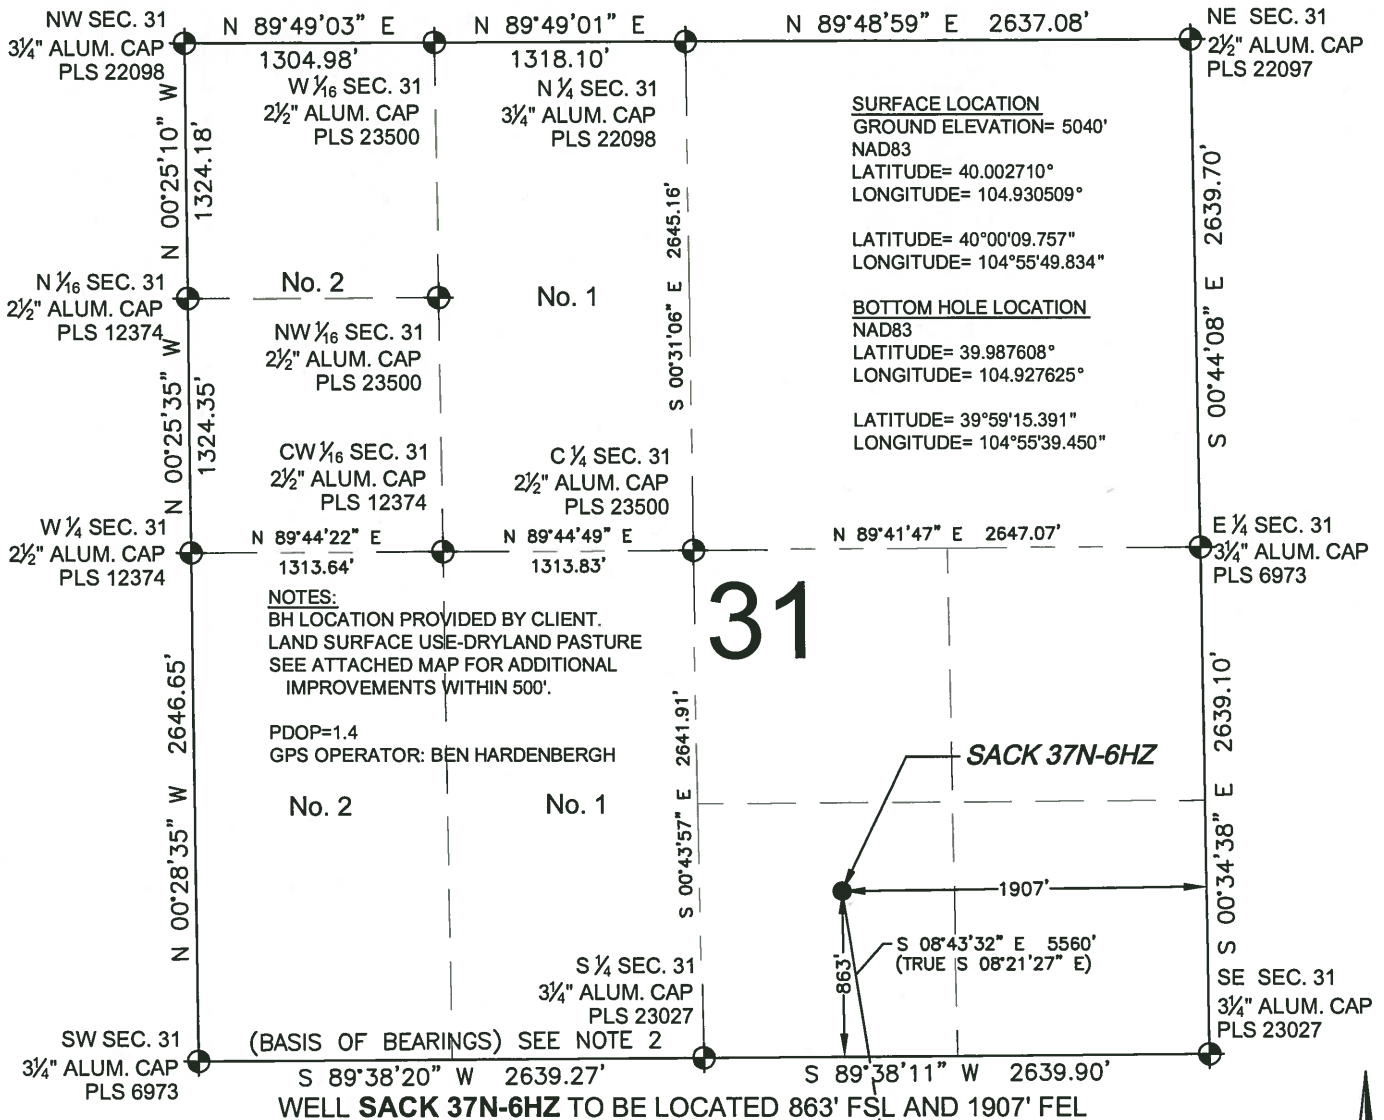 NW SEC. 31
3¼" ALUM. CAP
PLS 22098
N 89°49'03" E
1304.98'
W 1/16 SEC. 31
2½" ALUM. CAP
PLS 23500
N 89°49'01" E
1318.10'
N ¼ SEC. 31
3¼" ALUM. CAP
PLS 22098
N 89°48'59" E 2637.08'
NE SEC. 31
2½" ALUM. CAP
PLS 22097
N 00°25'10" W
1324.18'
SURFACE LOCATION
GROUND ELEVATION= 5040'
NAD83
LATITUDE= 40.002710°
LONGITUDE= 104.930509°
LATITUDE= 40°00'09.757"
LONGITUDE= 104°55'49.834"
BOTTOM HOLE LOCATION
NAD83
LATITUDE= 39.987608°
LONGITUDE= 104.927625°
LATITUDE= 39°59'15.391"
LONGITUDE= 104°55'39.450"
S 00°31'06" E 2645.16'
S 00°44'08" E 2639.70'
No. 2
No. 1
N 1/16 SEC. 31
2½" ALUM. CAP
PLS 12374
NW 1/16 SEC. 31
2½" ALUM. CAP
PLS 23500
N 00°25'35" W
1324.35'
CW 1/16 SEC. 31
2½" ALUM. CAP
PLS 12374
C ¼ SEC. 31
2½" ALUM. CAP
PLS 23500
W ¼ SEC. 31
2½" ALUM. CAP
PLS 12374
N 89°44'22" E
1313.64'
N 89°44'49" E
1313.83'
N 89°41'47" E 2647.07'
E ¼ SEC. 31
3¼" ALUM. CAP
PLS 6973
31
NOTES:
BH LOCATION PROVIDED BY CLIENT.
LAND SURFACE USE-DRYLAND PASTURE
SEE ATTACHED MAP FOR ADDITIONAL
IMPROVEMENTS WITHIN 500'.
PDOP=1.4
GPS OPERATOR: BEN HARDENBERGH
No. 2
No. 1
N 00°28'35" W 2646.65'
S 00°43'57" E 2641.91'
S 00°34'38" E 2639.10'
SACK 37N-6HZ
1907'
863'
S 08°43'32" E 5560'
(TRUE S 08°21'27" E)
S ¼ SEC. 31
3¼" ALUM. CAP
PLS 23027
SE SEC. 31
3¼" ALUM. CAP
PLS 23027
SW SEC. 31
3¼" ALUM. CAP
PLS 6973
(BASIS OF BEARINGS) SEE NOTE 2
S 89°38'20" W 2639.27'
S 89°38'11" W 2639.90'
WELL SACK 37N-6HZ TO BE LOCATED 863' FSL AND 1907' FEL